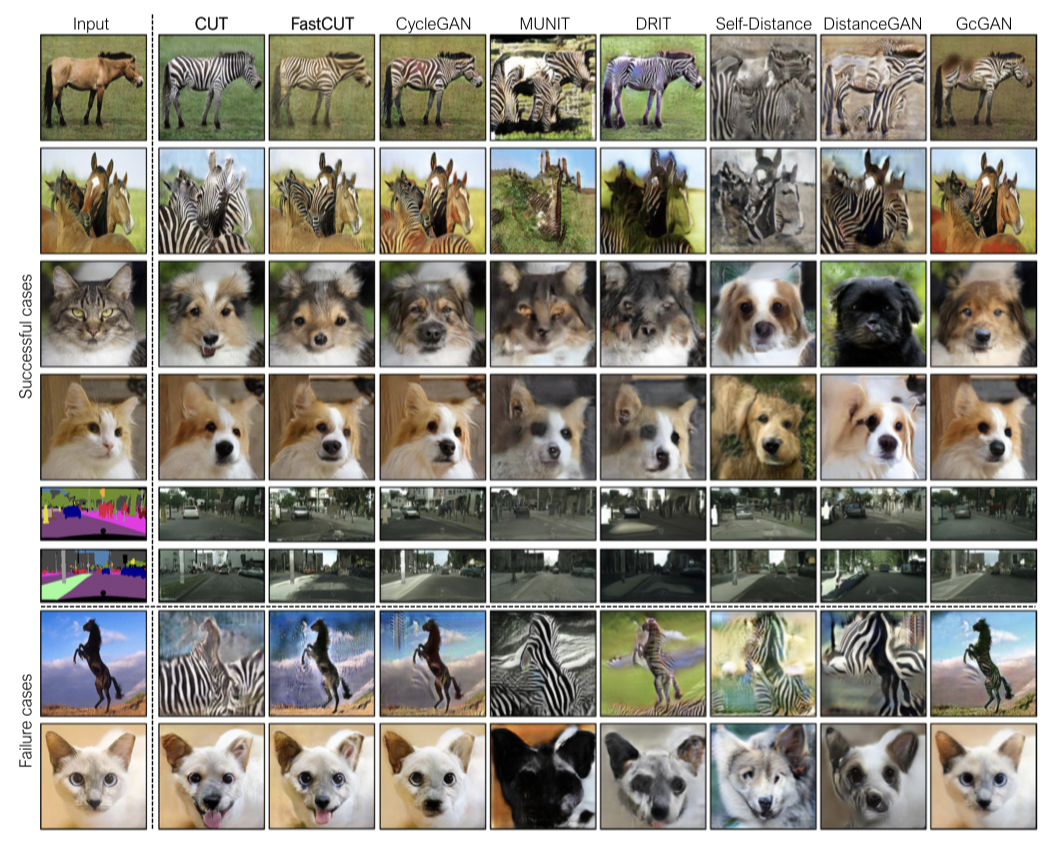 Input CUT FastCUT CycleGAN MUNIT DRIT Self-Distance DistanceGAN GcGAN
Successful cases
Failure cases